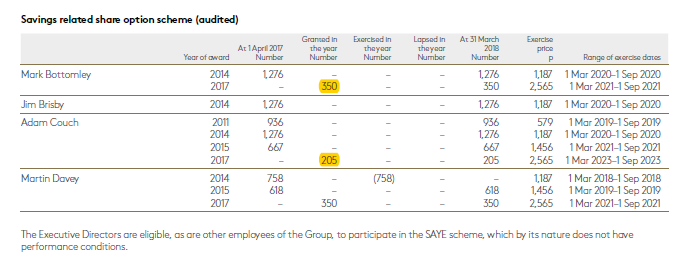 Savings related share option scheme (audited)
Granted in Exercised in Lapsed in At 31 March Exercise
At 1 April 2017 the year the year the year 2018 price
Year of award Number Number Number Number Number p Range of exercise dates
Mark Bottomley 2014 1,276 – – – 1,276 1,187 1 Mar 2020–1 Sep 2020
2017 – 350 – – 350 2,565 1 Mar 2021–1 Sep 2021
Jim Brisby 2014 1,276 – – – 1,276 1,187 1 Mar 2020–1 Sep 2020
Adam Couch 2011 936 – – – 936 579 1 Mar 2019–1 Sep 2019
2014 1,276 – – – 1,276 1,187 1 Mar 2020–1 Sep 2020
2015 667 – – – 667 1,456 1 Mar 2021–1 Sep 2021
2017 – 205 – – 205 2,565 1 Mar 2023–1 Sep 2023
Martin Davey 2014 758 – (758) – – 1,187 1 Mar 2018–1 Sep 2018
2015 618 – – – 618 1,456 1 Mar 2019–1 Sep 2019
2017 – 350 – – 350 2,565 1 Mar 2021–1 Sep 2021
The Executive Directors are eligible, as are other employees of the Group, to participate in the SAYE scheme, which by its nature does not have
performance conditions.